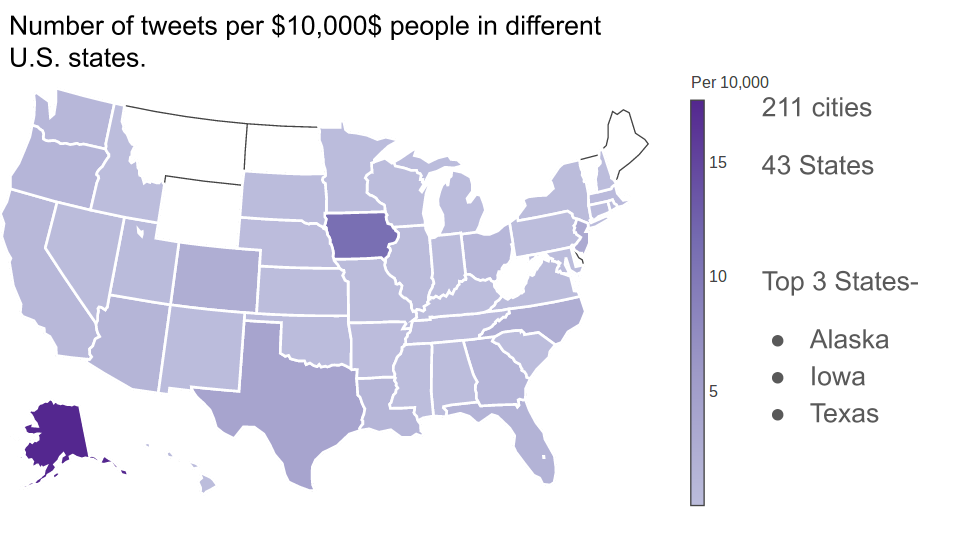 Number of tweets per $10,000$ people in different
U.S. states.
Per 10,000
211 cities
15
43 States
10
Top 3 States-
● Alaska
● Iowa
5
● Texas